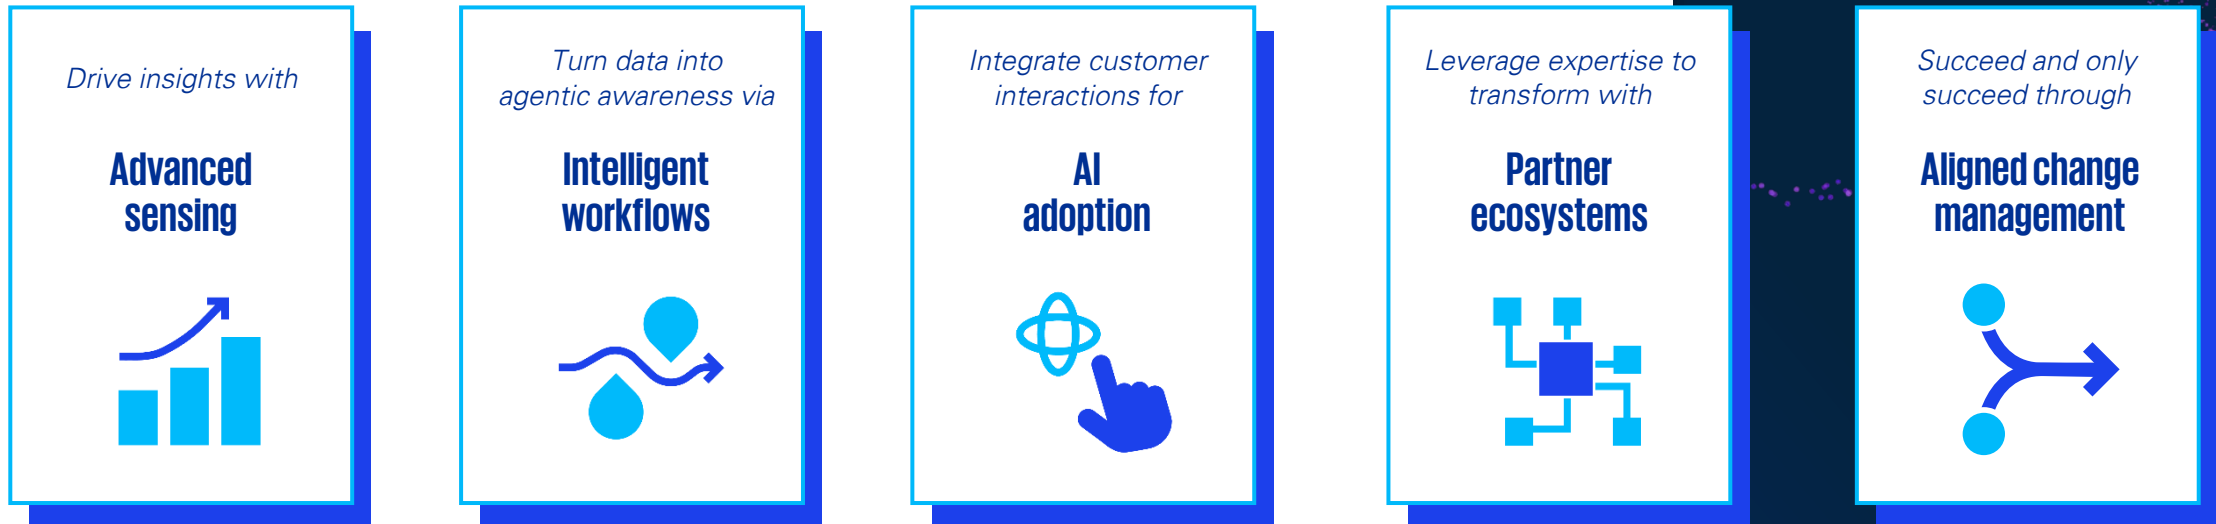 Drive insights with
Advanced
sensing
Turn data into
agentic awareness via
Intelligent
workflows
Integrate customer
interactions for
AI
adoption
Leverage expertise to
transform with
Partner
ecosystems
Succeed and only
succeed through
Aligned change
management